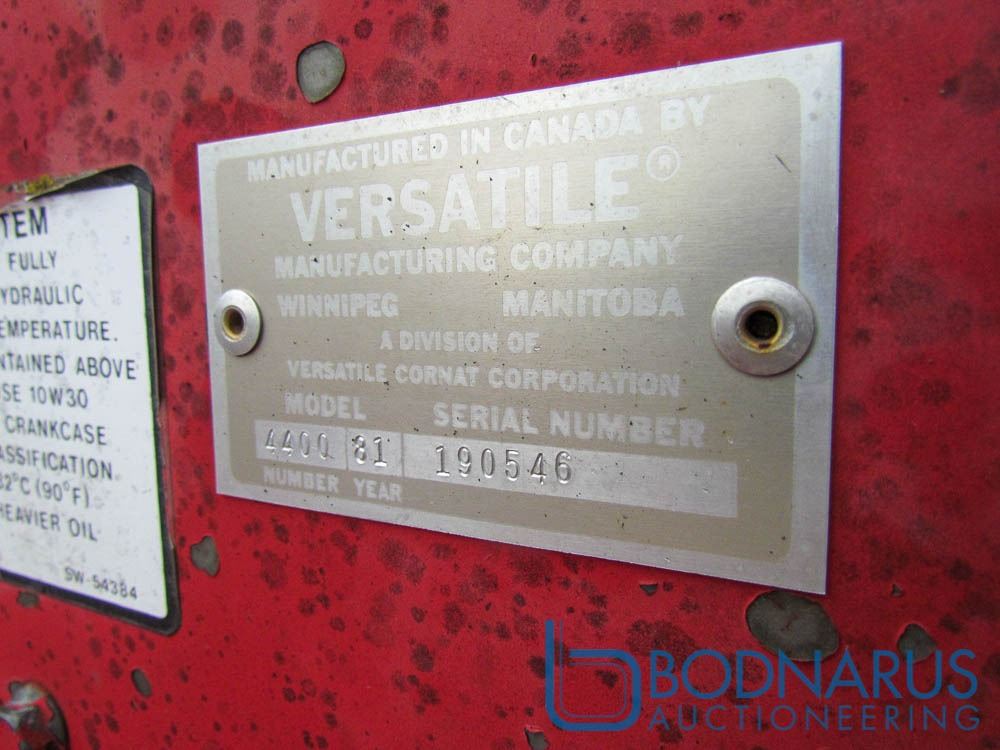 TEM
FULLY
YDRAULIC
EMPERATURE.
NTAINED ABOVE
SE 10W30
CRANKCASE
ASSIFICATION
32°C (90°F)
HEAVIER OIL
SW-54384
MANUFACTURED IN CANADA BY
VERSATILE®
MANUFACTURING COMPANY
WINNIPEG MANITOBA
A DIVISION OF
VERSATILE CORNAT CORPORATION
MODEL SERIAL NUMBER
4400 81 190546
NUMBER YEAR
BODNARUS
AUCTIONEERING